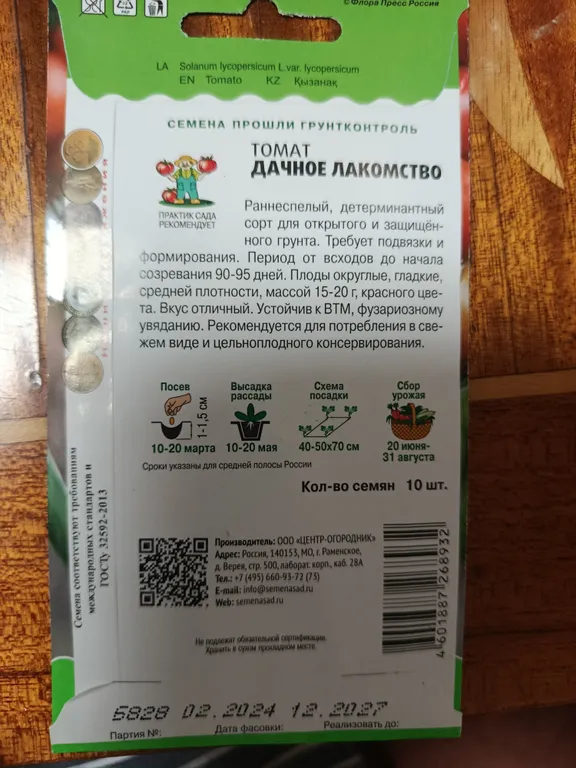 © Флора Пресс Россия
LA Solanum lycopersicum L.var. lycopersicum
EN Tomato KZ Қызанақ
СЕМЕНА ПРОШЛИ ГРУНТКОНТРОЛЬ
ТОМАТ
ДАЧНОЕ ЛАКОМСТВО
ПРАКТИК САДА
РЕКОМЕНДУЕТ
Раннеспелый, детерминантный
сорт для открытого и защищён-
ного грунта. Требует подвязки и
формирования. Период от всходов до начала
созревания 90-95 дней. Плоды округлые, гладкие,
средней плотности, массой 15-20 г, красного цве-
та. Вкус отличный. Устойчив к ВТМ, фузариозному
увяданию. Рекомендуется для потребления в све-
жем виде и цельноплодного консервирования.
Посев
1-1,5 см
10-20 марта
Высадка
рассады
10-20 мая
Схема
посадки
40-50x70 см
Сбор
урожая
20 июня-
31 августа
Сроки указаны для средней полосы России
Кол-во семян 10 шт.
Семена соответствуют требованиям
международных стандартов и
ГОСТу 32592-2013
Производитель: ООО «ЦЕНТР-ОГОРОДНИК»
Адрес: Россия, 140153, МО, г. Раменское,
д. Верея, стр. 500, лаборат. корп., каб. 28А
Тел.: +7 (495) 660-93-72 (73)
E-mail: info@semenasad.ru
Web: semenasad.ru
4 601887 268932
Не подлежат обязательной сертификации.
Хранить в сухом прохладном месте.
6828 02.2024 12.2027
Партия №: Дата фасовки: Реализовать до: